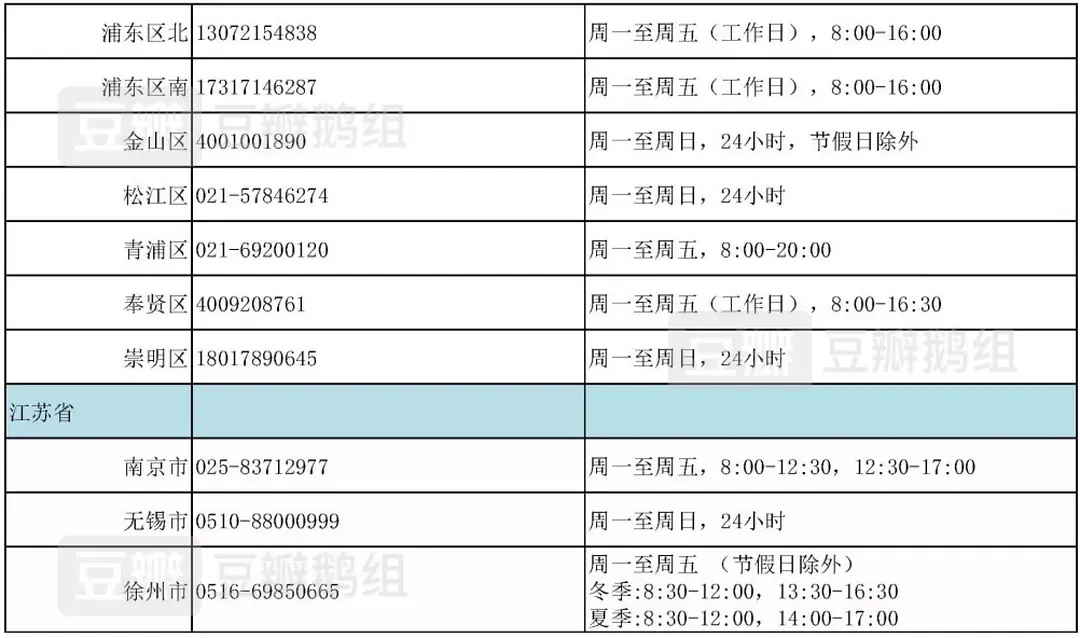 浦东区北 13072154838 周一至周五（工作日），8:00-16:00
浦东区南 17317146287 周一至周五（工作日），8:00-16:00
豆瓣 豆瓣鹅组
金山区 4001001890 周一至周日，24小时，节假日除外
松江区 021-57846274 周一至周日，24小时
青浦区 021-69200120 周一至周五，8:00-20:00
奉贤区 4009208761 周一至周五（工作日），8:00-16:30
崇明区 18017890645 周一至周日，24小时
豆瓣 豆瓣鹅组
江苏省
南京市 025-83712977 周一至周五，8:00-12:30，12:30-17:00
无锡市 0510-88000999 周一至周日，24小时
豆瓣 豆瓣鹅组
徐州市 0516-69850665 周一至周五 （节假日除外）
冬季:8:30-12:00，13:30-16:30
夏季:8:30-12:00，14:00-17:00